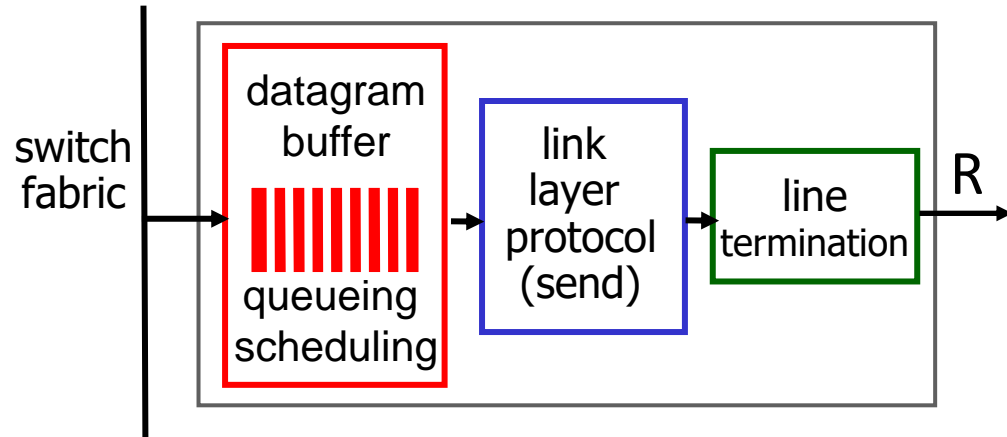 switch
fabric
datagram
buffer
queueing
scheduling
link
layer
protocol
(send)
line
termination
R